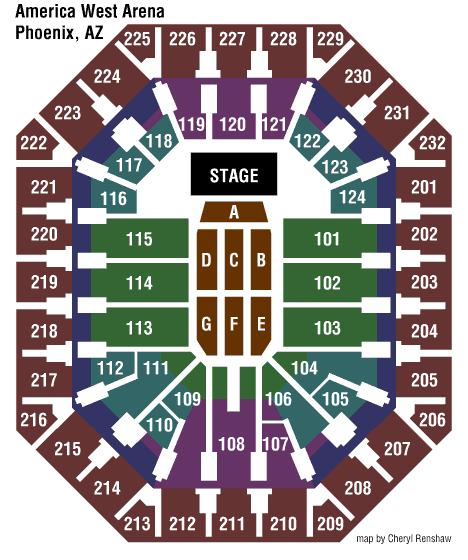 America West Arena
Phoenix, AZ
225 226 227 228 229
224 230
223 231
222 232
119 120 121
118 122
117 123
116 124
STAGE
221 201
A
220 115 101 202
D C B
219 114 102 203
218 113 G F E 103 204
217 112 111 104 205
109 106 105
216 110 206
108 107
215 207
214 208
213 212 211 210 209
map by Cheryl Renshaw